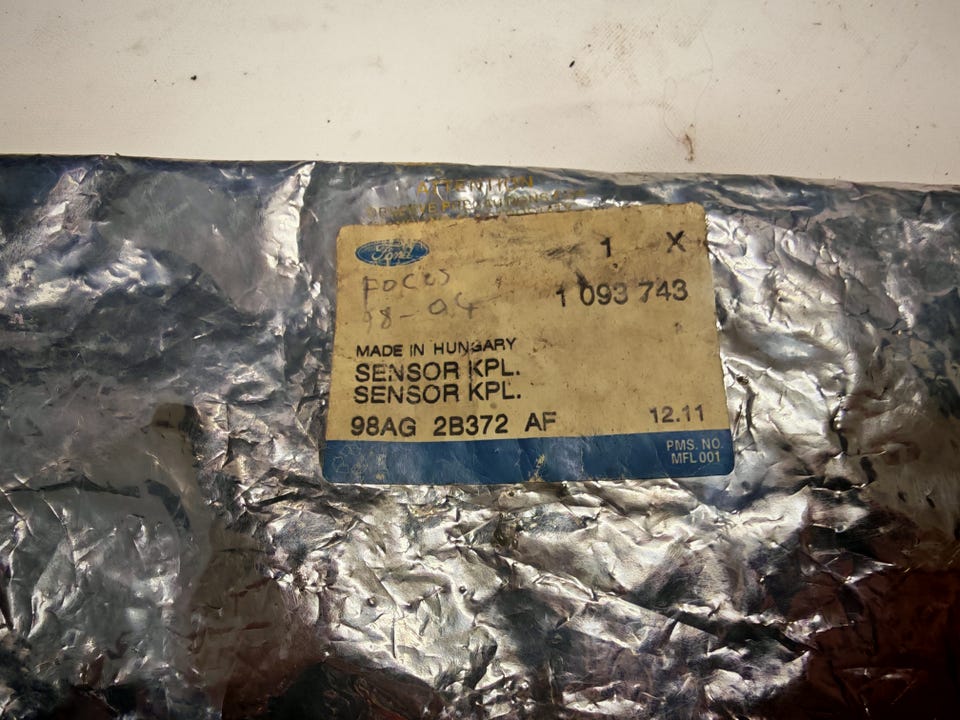 ATTENTION
Ford
1 X
FOCUS
98-04
1 093 743
MADE IN HUNGARY
SENSOR KPL.
SENSOR KPL.
98AG 2B372 AF
12.11
PMS. NO.
MFL 001